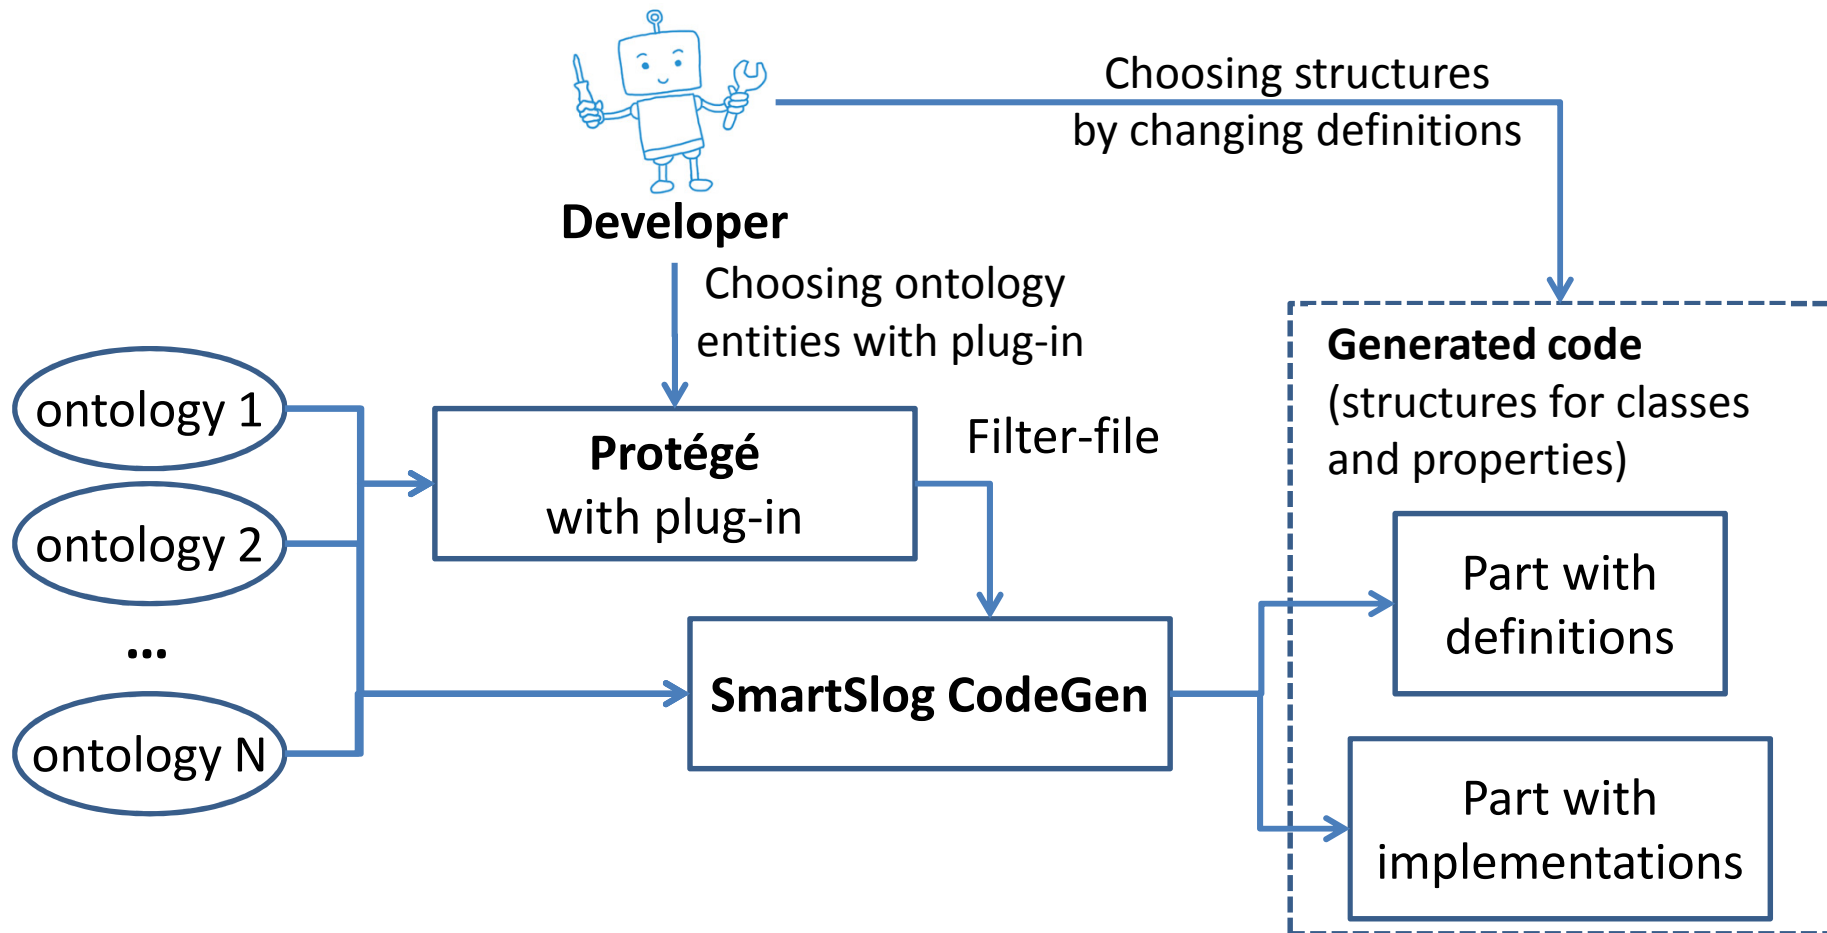 Choosing structures
by changing definitions
Developer
Choosing ontology
entities with plug-in
Generated code
(structures for classes
and properties)
ontology 1
Protégé
with plug-in
Filter-file
ontology 2
...
Part with
definitions
SmartSlog CodeGen
ontology N
Part with
implementations